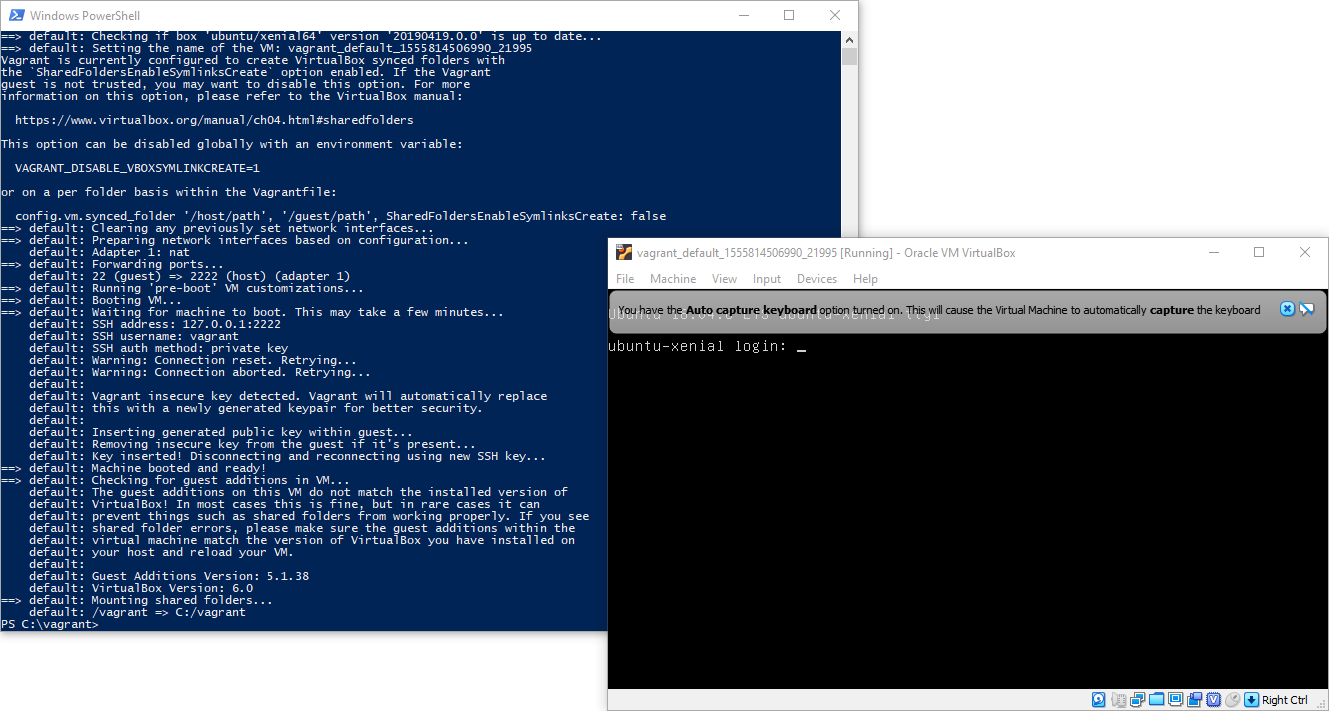 Windows PowerShell
==> default: Checking if box 'ubuntu/xenial64' version '20190419.0.0' is up to date...
==> default: Setting the name of the VM: vagrant_default_1555814506990_21995
Vagrant is currently configured to create VirtualBox synced folders with
the `SharedFoldersEnableSymlinksCreate` option enabled. If the Vagrant
guest is not trusted, you may want to disable this option. For more
information on this option, please refer to the VirtualBox manual:
https://www.virtualbox.org/manual/ch04.html#sharedfolders
This option can be disabled globally with an environment variable:
VAGRANT_DISABLE_VBOXSYMLINKCREATE=1
or on a per folder basis within the Vagrantfile:
config.vm.synced_folder '/host/path', '/guest/path', SharedFoldersEnableSymlinksCreate: false
==> default: Clearing any previously set network interfaces...
==> default: Preparing network interfaces based on configuration...
default: Adapter 1: nat
==> default: Forwarding ports...
default: 22 (guest) => 2222 (host) (adapter 1)
==> default: Running 'pre-boot' VM customizations...
==> default: Booting VM...
==> default: Waiting for machine to boot. This may take a few minutes...
default: SSH address: 127.0.0.1:2222
default: SSH username: vagrant
default: SSH auth method: private key
default: Warning: Connection reset. Retrying...
default: Warning: Connection aborted. Retrying...
default:
default: Vagrant insecure key detected. Vagrant will automatically replace
default: this with a newly generated keypair for better security.
default:
default: Inserting generated public key within guest...
default: Removing insecure key from the guest if it's present...
default: Key inserted! Disconnecting and reconnecting using new SSH key...
==> default: Machine booted and ready!
==> default: Checking for guest additions in VM...
default: The guest additions on this VM do not match the installed version of
default: VirtualBox! In most cases this is fine, but in rare cases it can
default: prevent things such as shared folders from working properly. If you see
default: shared folder errors, please make sure the guest additions within the
default: virtual machine match the version of VirtualBox you have installed on
default: your host and reload your VM.
default:
default: Guest Additions Version: 5.1.38
default: VirtualBox Version: 6.0
==> default: Mounting shared folders...
default: /vagrant => C:/vagrant
PS C:\vagrant>
vagrant_default_1555814506990_21995 [Running] - Oracle VM VirtualBox
File Machine View Input Devices Help
You have the Auto capture keyboard option turned on. This will cause the Virtual Machine to automatically capture the keyboard
ubuntu-xenial login: _
Right Ctrl